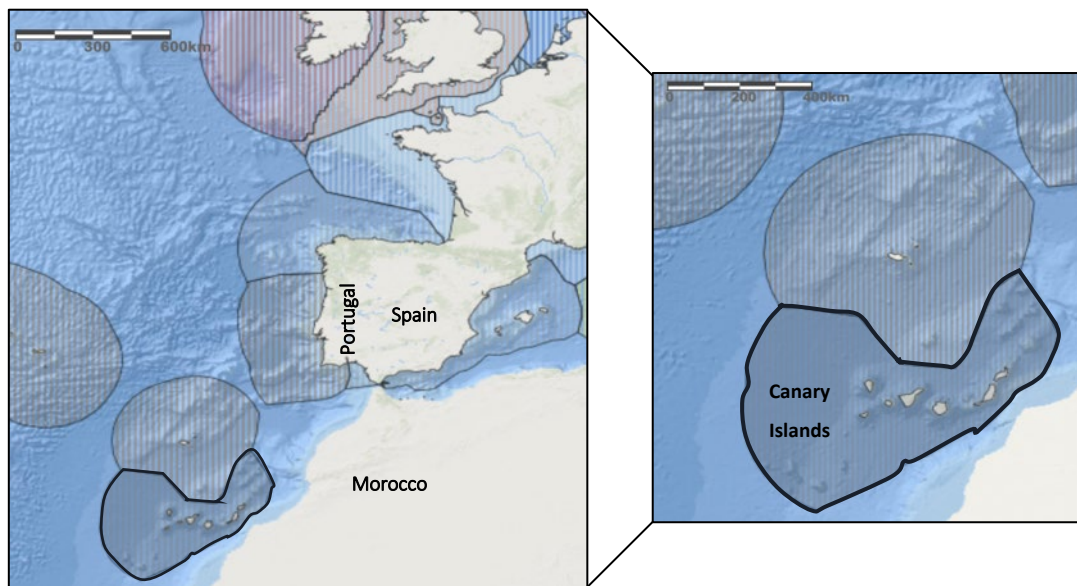 0 300 600km
Portugal
Spain
Morocco
0 200 400km
Canary
Islands